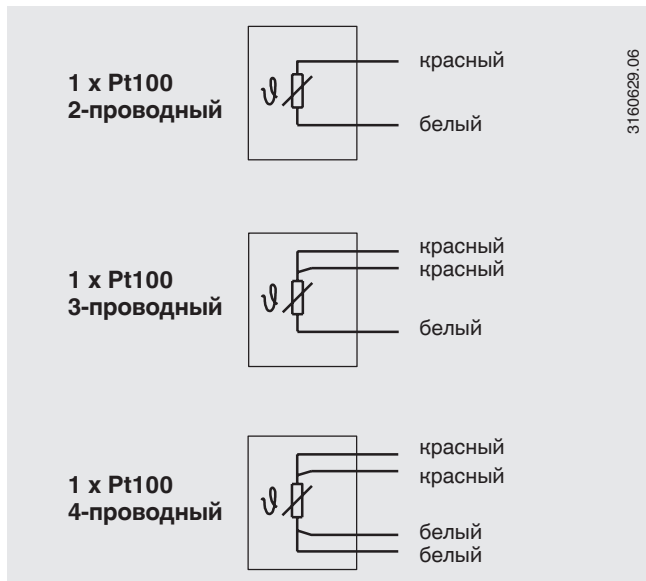 1 x Pt100
2-проводный
ϑ
красный
белый
3160629.06
1 x Pt100
3-проводный
ϑ
красный
красный
белый
1 x Pt100
4-проводный
ϑ
красный
красный
белый
белый